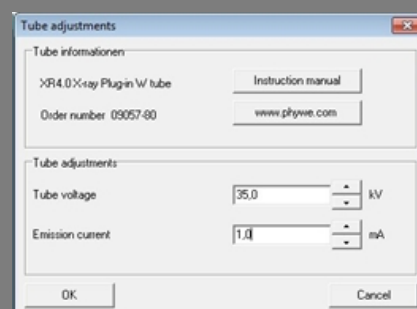 Tube adjustments
Tube informationen
XR4.0 X-ray Plug-in W tube
Instruction manual
Order number 09057-80
www.phywe.com
Tube adjustments
Tube voltage 35,0 kV
Emission current 1,0 mA
OK Cancel